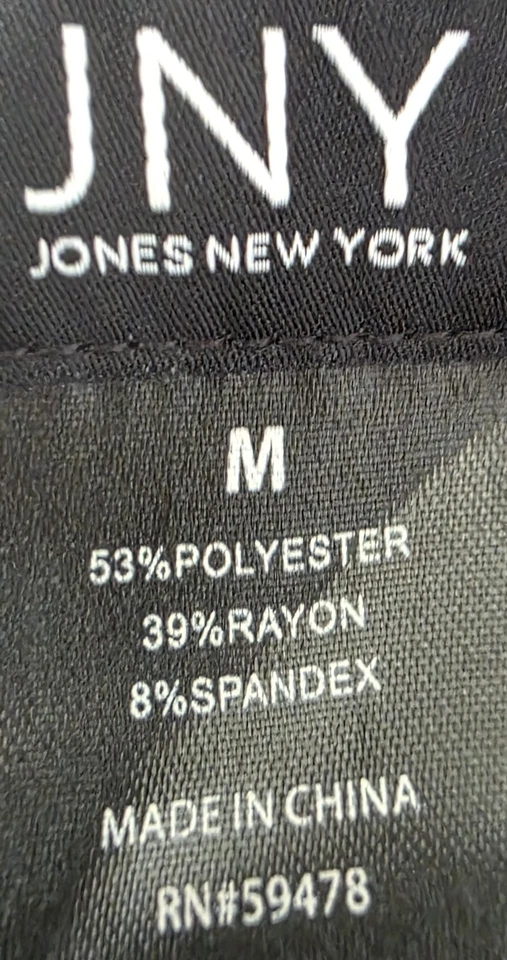 JNY
JONES NEW YORK
M
53%POLYESTER
39%RAYON
8%SPANDEX
MADE IN CHINA
RN#59478